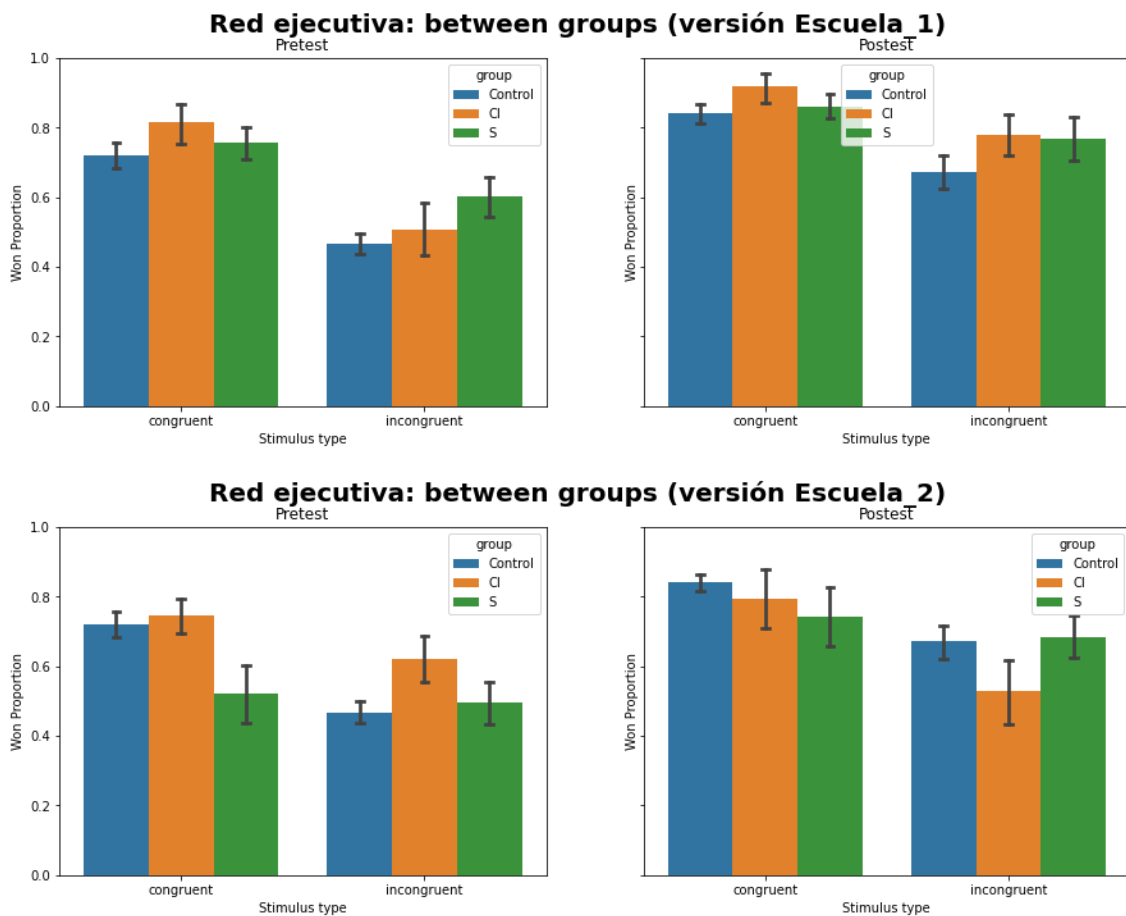 Red ejecutiva: between groups (versión Escuela_1)
Pretest
Postest
1.0
0.8
0.6
0.4
0.2
0.0
Won Proportion
group
Control
CI
S
congruent
incongruent
Stimulus type
Won Proportion
group
Control
CI
S
congruent
incongruent
Stimulus type
Red ejecutiva: between groups (versión Escuela_2)
Pretest
Postest
1.0
0.8
0.6
0.4
0.2
0.0
Won Proportion
group
Control
CI
S
congruent
incongruent
Stimulus type
Won Proportion
group
Control
CI
S
congruent
incongruent
Stimulus type